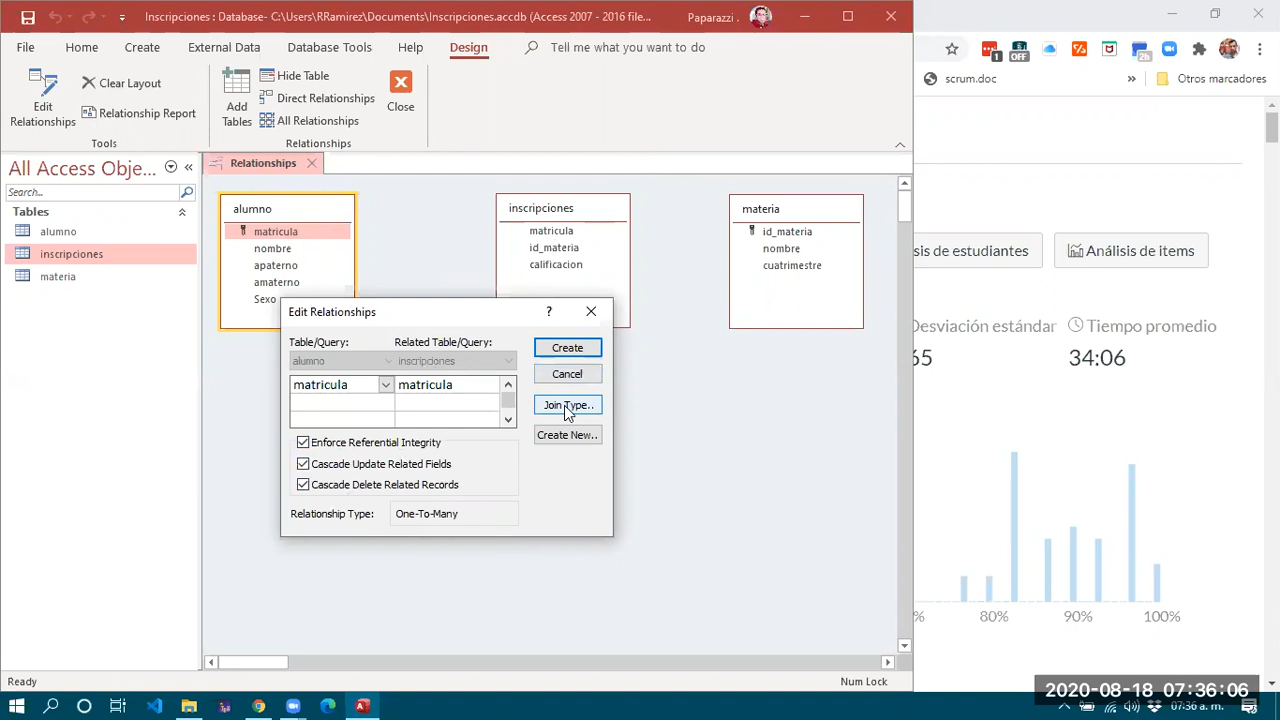 Inscripciones : Database- C:\Users\RRamirez\Documents\Inscripciones.accdb (Access 2007 - 2016 file...
Paparazzi .
File
Home
Create
External Data
Database Tools
Help
Design
Tell me what you want to do
Edit
Relationships
Clear Layout
Relationship Report
Tools
Add
Tables
Hide Table
Direct Relationships
All Relationships
Relationships
Close
1
OFF
2h
scrum.doc
»
Otros marcadores
All Access Obje...
«
Search...
Tables
alumno
inscripciones
materia
Relationships
alumno
matricula
nombre
apaterno
amaterno
Sexo
inscripciones
matricula
id_materia
calificacion
materia
id_materia
nombre
cuatrimestre
Edit Relationships
?
Table/Query:
Related Table/Query:
alumno
inscripciones
matricula
matricula
Create
Cancel
Join Type..
Create New..
Enforce Referential Integrity
Cascade Update Related Fields
Cascade Delete Related Records
Relationship Type:
One-To-Many
sis de estudiantes
Análisis de items
Desviación estándar
65
Tiempo promedio
34:06
%
80%
90%
100%
Ready
Num Lock
2020-08-18 07:36:06
07:36 a. m.